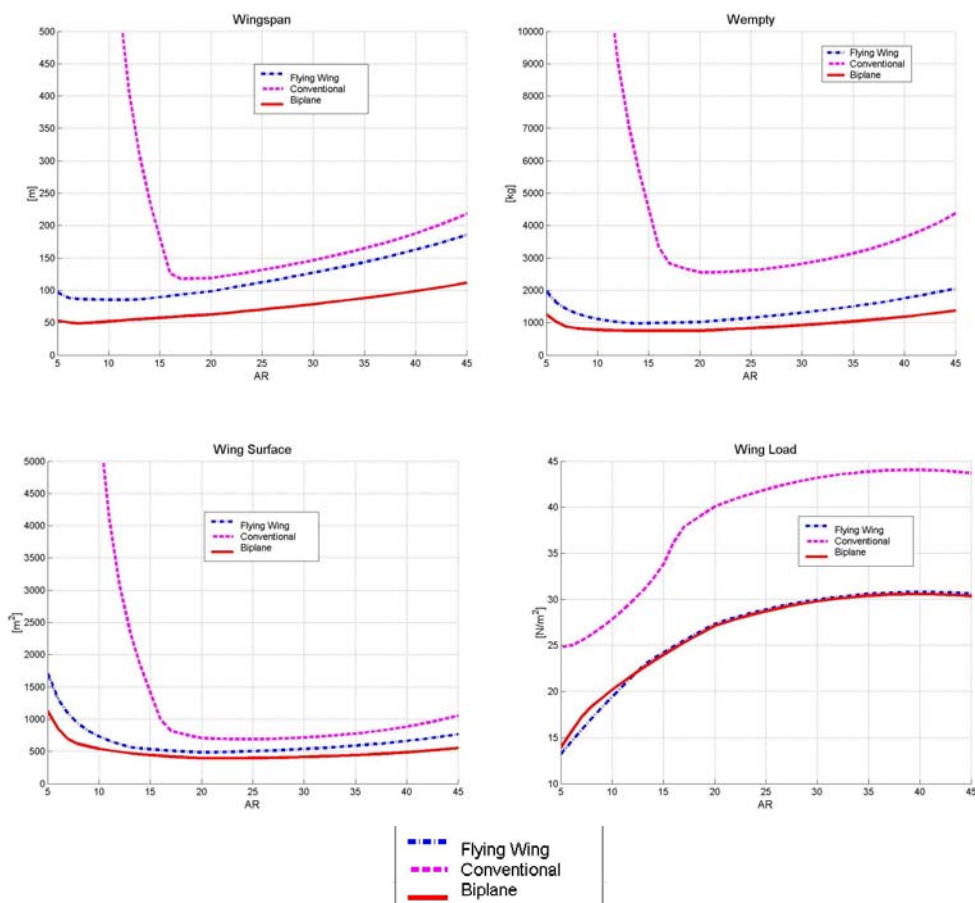 Wingspan
500
450
400
350
300
250
200
150
100
50
0
[m]
5 10 15 20 25 30 35 40 45
AR
Flying Wing
Conventional
Biplane
Wempty
10000
9000
8000
7000
6000
5000
4000
3000
2000
1000
0
[kg]
5 10 15 20 25 30 35 40 45
AR
Flying Wing
Conventional
Biplane
Wing Surface
5000
4500
4000
3500
3000
2500
2000
1500
1000
500
0
[m²]
5 10 15 20 25 30 35 40 45
AR
Flying Wing
Conventional
Biplane
Wing Load
45
40
35
30
25
20
15
10
[N/m²]
5 10 15 20 25 30 35 40 45
AR
Flying Wing
Conventional
Biplane
Flying Wing
Conventional
Biplane